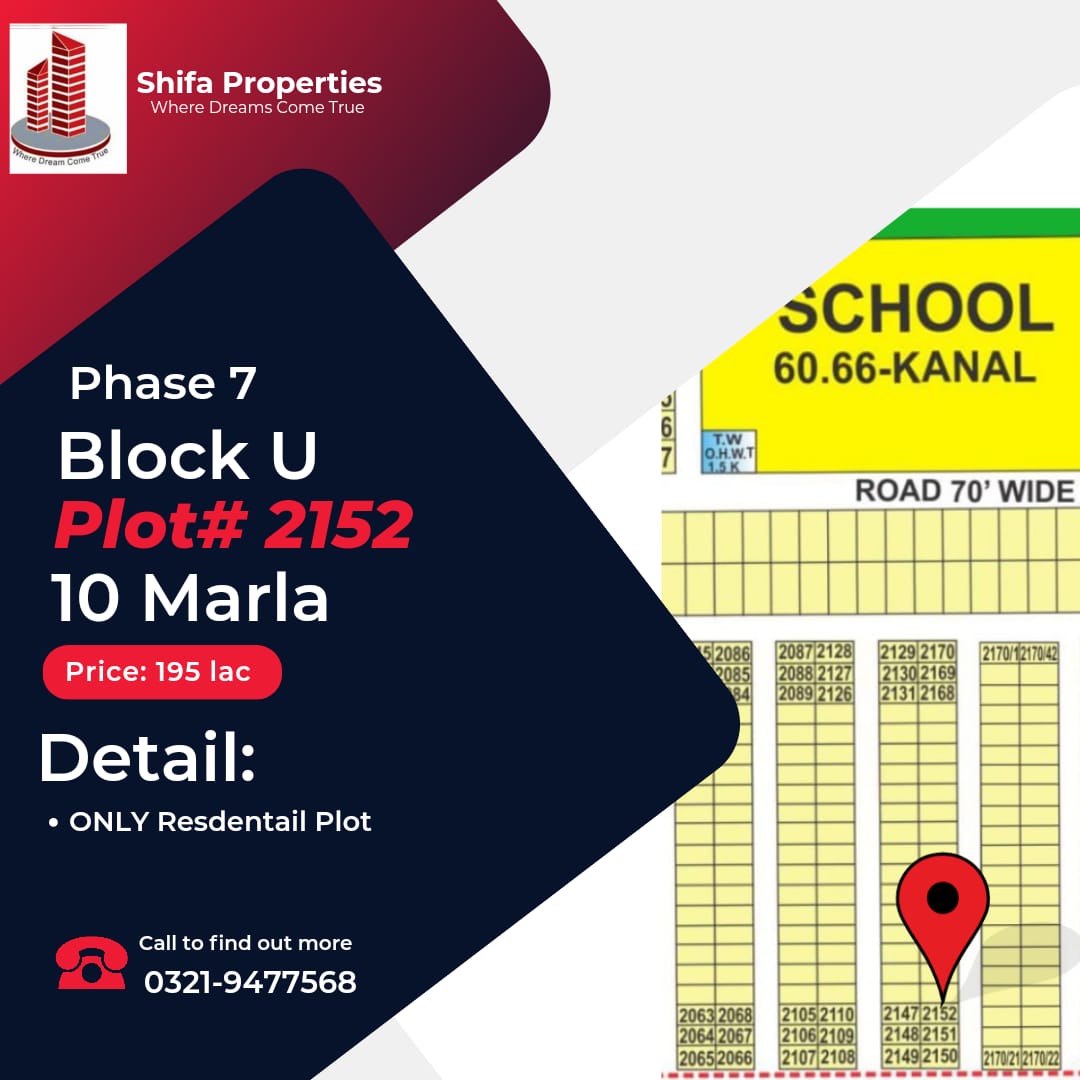 Shifa Properties
Where Dreams Come True
Where Dream Come True
Phase 7
Block U
Plot# 2152
10 Marla
Price: 195 lac
Detail:
• ONLY Resdentail Plot
Call to find out more
0321-9477568
SCHOOL
60.66-KANAL
6
7
T.W
O.H.W.T
1.5 K
ROAD 70' WIDE
2086 2087 2128 2129 2170 2170/1 2170/42
2085 2088 2127 2130 2169
84 2089 2126 2131 2168
2063 2068 2105 2110 2147 2152
2064 2067 2106 2109 2148 2151
2065 2066 2107 2108 2149 2150 2170/21 2170/22